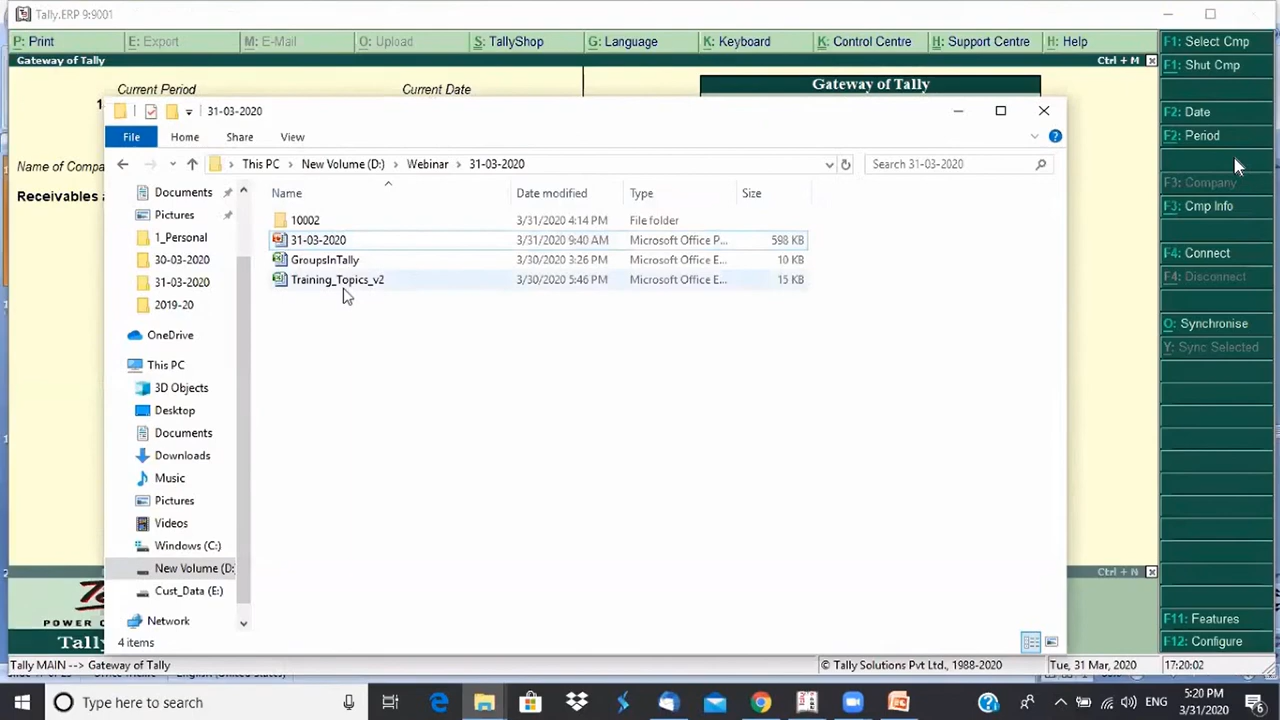 Tally.ERP 9:9001
P: Print E: Export M: E-Mail O: Upload S: TallyShop G: Language K: Keyboard K: Control Centre H: Support Centre H: Help
Gateway of Tally Ctrl + M
Current Period Current Date
Gateway of Tally
Name of Compa
Receivables
31-03-2020
File Home Share View
This PC New Volume (D:) Webinar 31-03-2020
Search 31-03-2020
Documents
Pictures
1_Personal
30-03-2020
31-03-2020
2019-20
OneDrive
This PC
3D Objects
Desktop
Documents
Downloads
Music
Pictures
Videos
Windows (C:)
New Volume (D:
Cust_Data (E:)
Network
Name Date modified Type Size
10002 3/31/2020 4:14 PM File folder
31-03-2020 3/31/2020 9:40 AM Microsoft Office P... 598 KB
GroupsInTally 3/30/2020 3:26 PM Microsoft Office E... 10 KB
Training_Topics_v2 3/30/2020 5:46 PM Microsoft Office E... 15 KB
4 items
F1: Select Cmp
F1: Shut Cmp
F2: Date
F2: Period
F3: Company
F3: Cmp Info
F4: Connect
F4: Disconnect
O: Synchronise
Y: Sync Selected
F11: Features
F12: Configure
Ctrl + N
POWER O
Tall
Tally MAIN --> Gateway of Tally © Tally Solutions Pvt Ltd., 1988-2020 Tue, 31 Mar, 2020 17:20:02
Type here to search
ENG
5:20 PM
3/31/2020
6